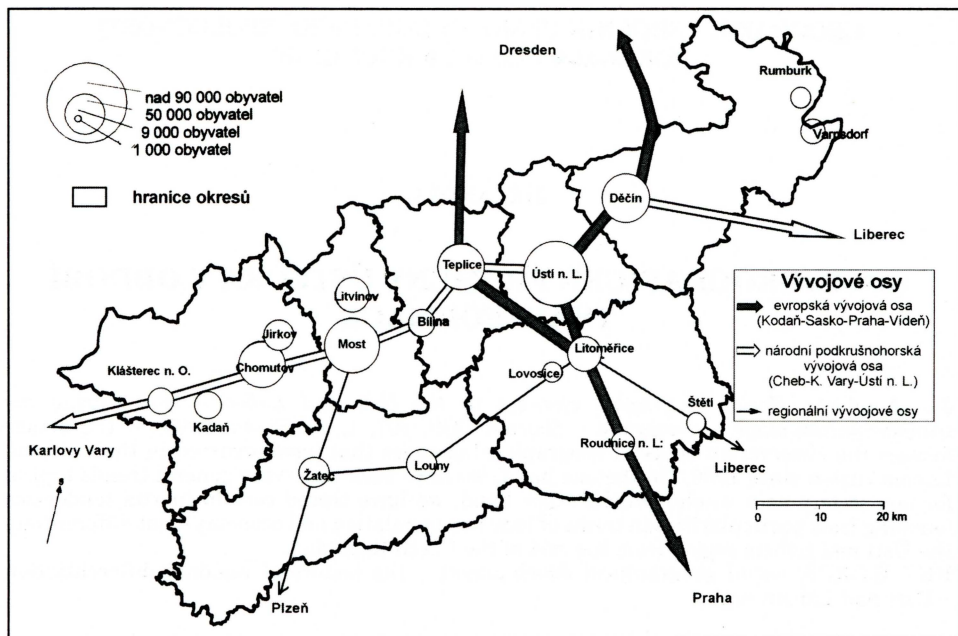 Dresden
Rumburk
Varnsdorf
nad 90 000 obyvatel
50 000 obyvatel
9 000 obyvatel
1 000 obyvatel
hranice okresů
Děčín
Liberec
Teplice
Ústí n. L.
Litvínov
Bílina
Jirkov
Most
Chomutov
Klášterec n. O.
Kadaň
Karlovy Vary
Litoměřice
Lovosice
Štětí
Roudnice n. L:
Liberec
Žatec
Louny
Plzeň
Praha
s
Vývojové osy
evropská vývojová osa
(Kodaň-Sasko-Praha-Vídeň)
národní podkrušnohorská
vývojová osa
(Cheb-K. Vary-Ústí n. L.)
regionální vývoojové osy
0 10 20 km